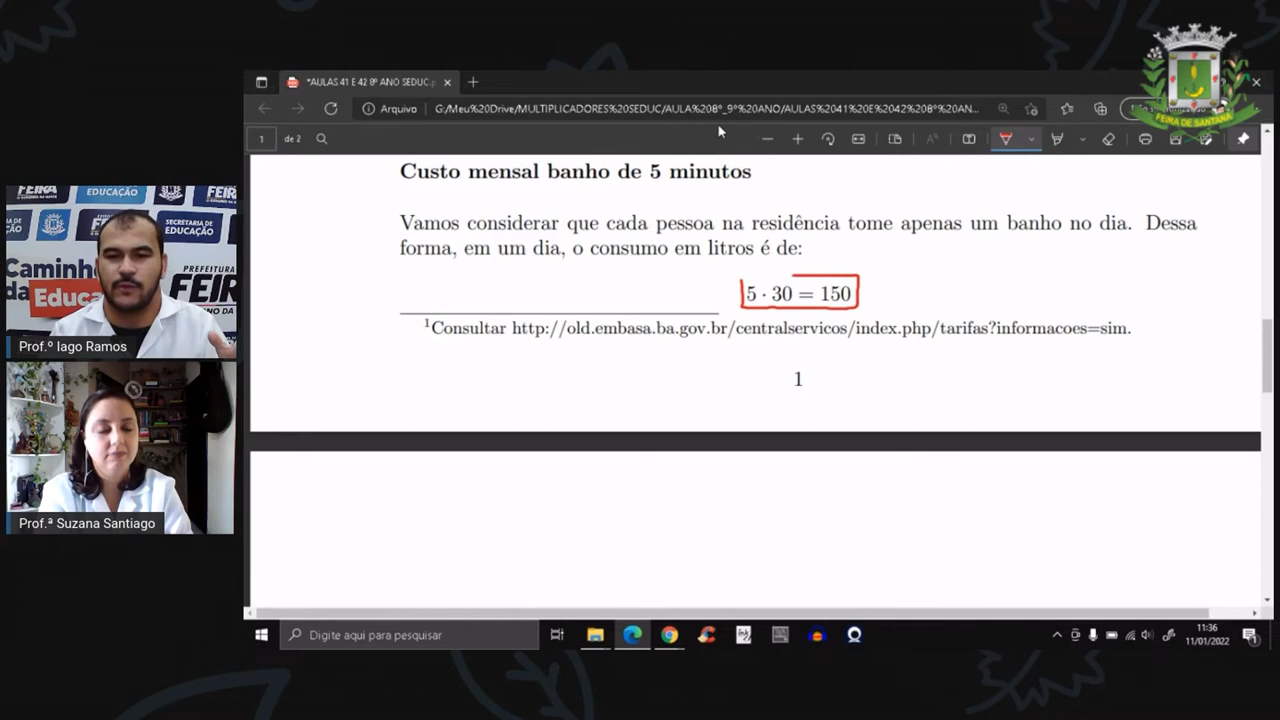 *AULAS 41 E 42 8º ANO SEDUC.p
Arquivo
G:/Meu%20Drive/MULTIPLICADORES%20SEDUC/AULA%208º_9º%20ANO/AULAS%2041%20E%2042%208º%20AN...
1
de 2
FEIRA DE SANTANA
Custo mensal banho de 5 minutos
Vamos considerar que cada pessoa na residência tome apenas um banho no dia. Dessa
forma, em um dia, o consumo em litros é de:
5 · 30 = 150
¹Consultar http://old.embasa.ba.gov.br/centralservicos/index.php/tarifas?informacoes=sim.
1
FEIRA
EDUCAÇÃO
SECRETARIA DE
EDUCAÇÃO
Caminho
da Educa
PREFEITURA
FEIRE
Prof.º Iago Ramos
Prof.ª Suzana Santiago
Digite aqui para pesquisar
11:36
11/01/2022